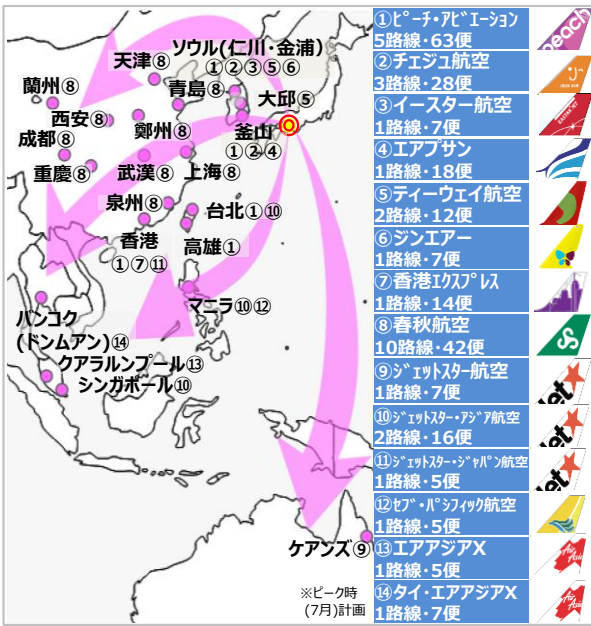 ソウル(仁川・金浦)
①②③⑤⑥
天津⑧
蘭州⑧
青島⑧
大邱⑤
西安⑧
鄭州⑧
釜山
①②④
成都⑧
重慶⑧
武漢⑧
上海⑧
泉州⑧
台北①⑩
香港
①⑦⑪
高雄①
マニラ⑩⑫
バンコク
(ドンムアン)⑭
クアラルンプール⑬
シンガポール⑩
ケアンズ⑨
※ピーク時
(7月)計画
①ﾋﾟｰﾁ・ｱﾋﾞｴｰｼｮﾝ
5路線・63便
peach
②チェジュ航空
3路線・28便
JEJU AIR
③イースター航空
1路線・7便
EASTAR JET
④エアプサン
1路線・18便
⑤ティーウェイ航空
2路線・12便
⑥ジンエアー
1路線・7便
⑦香港ｴｸｽﾌﾟﾚｽ
1路線・14便
⑧春秋航空
10路線・42便
⑨ｼﾞｪｯﾄｽﾀｰ航空
1路線・7便
Jet
⑩ｼﾞｪｯﾄｽﾀｰ・ｱｼﾞｱ航空
2路線・16便
Jet
⑪ｼﾞｪｯﾄｽﾀｰ・ｼﾞｬﾊﾟﾝ航空
1路線・5便
Jet
⑫ｾﾌﾞ・ﾊﾟｼﾌｨｯｸ航空
1路線・5便
⑬エアアジアX
1路線・5便
Air Asia
⑭タイ・エアアジアX
1路線・7便
Air Asia